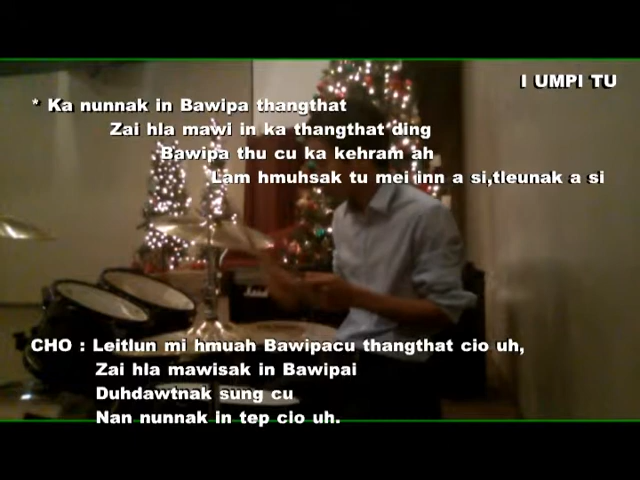 I UMPI TU
* Ka nunnak in Bawipa thangthat
Zai hla mawi in ka thangthat ding
Bawipa thu cu ka kehram ah
Lam hmuhsak tu mei inn a si,tleunak a si
CHO : Leitlun mi hmuah Bawipacu thangthat cio uh,
Zai hla mawisak in Bawipai
Duhdawtnak sung cu
Nan nunnak in tep cio uh.